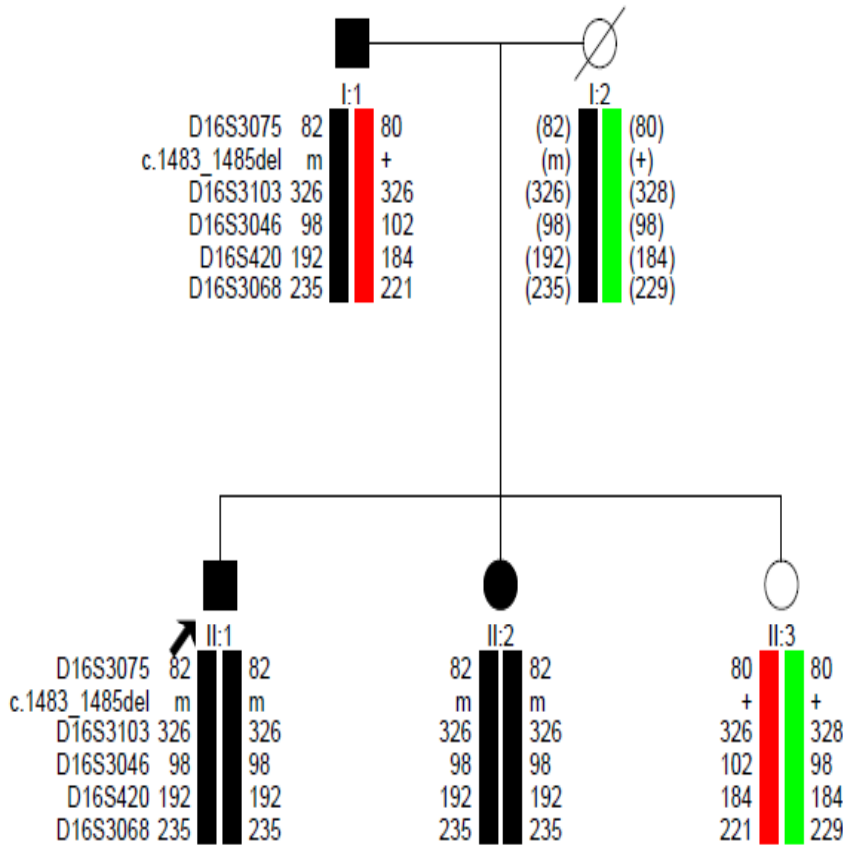 I:1 I:2
D16S3075 82 80 (82) (80)
c.1483_1485del m + (m) (+)
D16S3103 326 326 (326) (328)
D16S3046 98 102 (98) (98)
D16S420 192 184 (192) (184)
D16S3068 235 221 (235) (229)
II:1 II:2 II:3
D16S3075 82 82 82 82 80 80
c.1483_1485del m m m m + +
D16S3103 326 326 326 326 326 328
D16S3046 98 98 98 98 102 98
D16S420 192 192 192 192 184 184
D16S3068 235 235 235 235 221 229